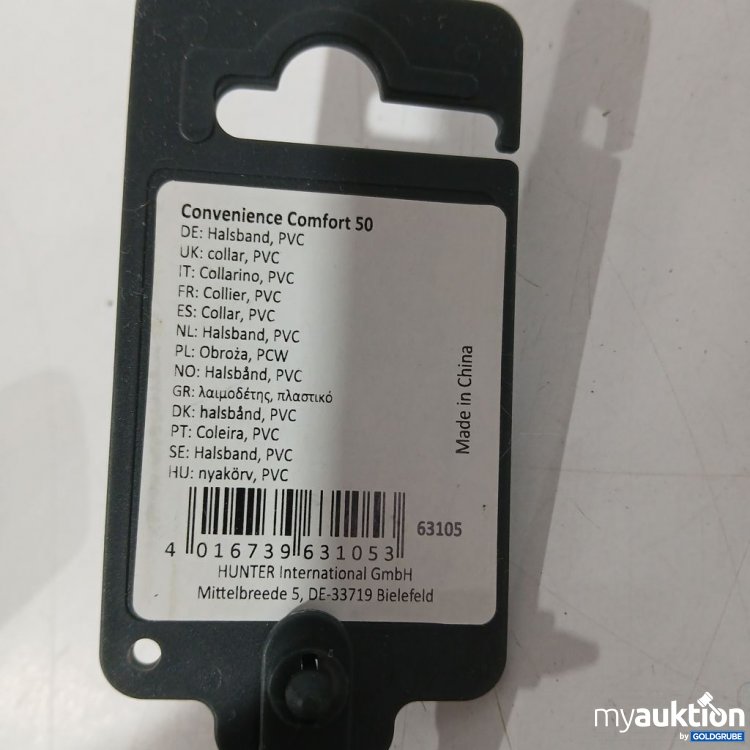 Convenience Comfort 50
DE: Halsband, PVC
UK: collar, PVC
IT: Collarino, PVC
FR: Collier, PVC
ES: Collar, PVC
NL: Halsband, PVC
PL: Obroża, PCW
NO: Halsbånd, PVC
GR: λαιμοδέτης, πλαστικό
DK: halsbånd, PVC
PT: Coleira, PVC
SE: Halsband, PVC
HU: nyakörv, PVC
Made in China
63105
4 016739 631053
HUNTER International GmbH
Mittelbreede 5, DE-33719 Bielefeld
myauktion
by GOLDGRUBE